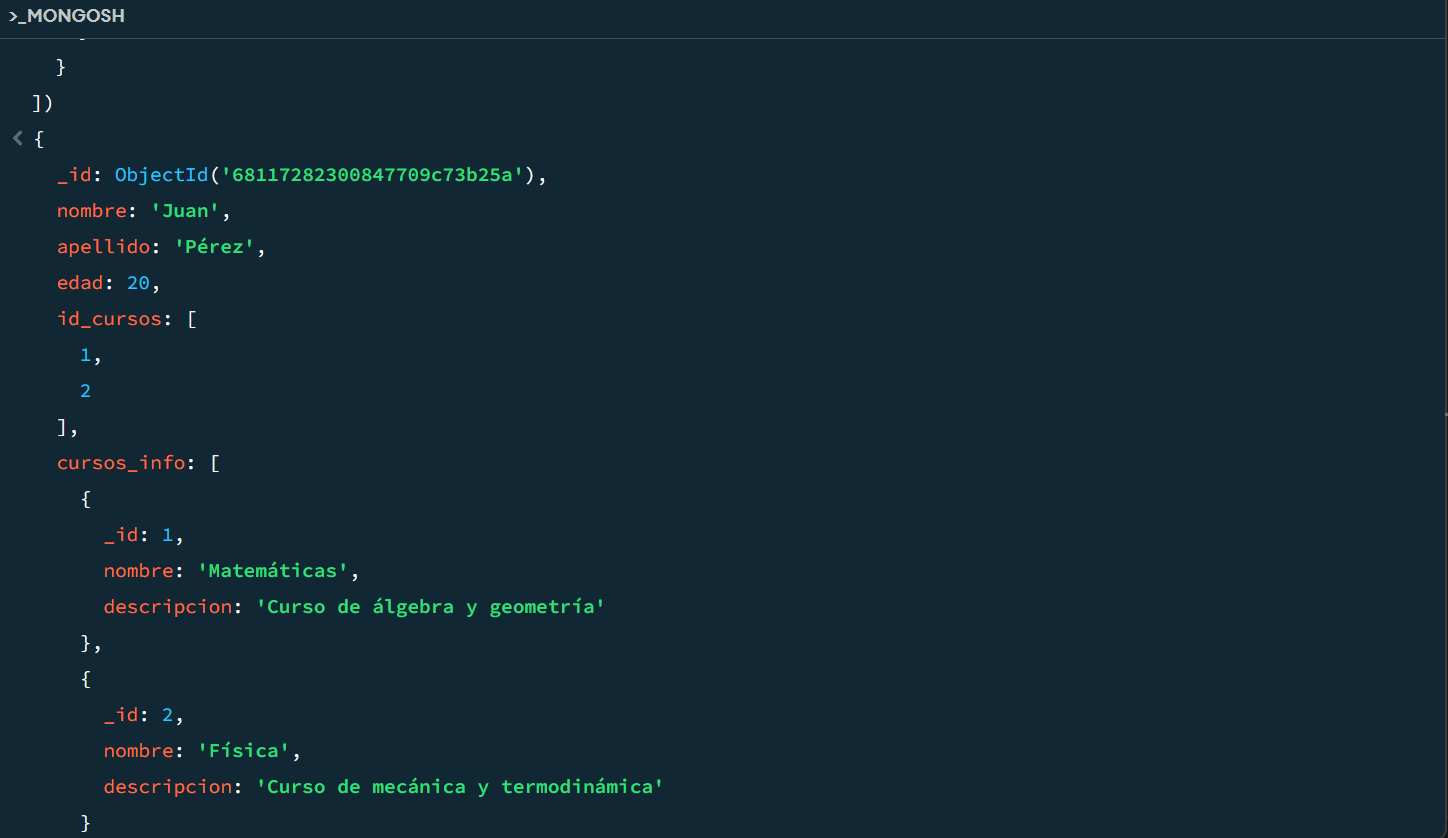 >_MONGOSH
}
])
< {
_id: ObjectId('68117282300847709c73b25a'),
nombre: 'Juan',
apellido: 'Pérez',
edad: 20,
id_cursos: [
1,
2
],
cursos_info: [
{
_id: 1,
nombre: 'Matemáticas',
descripcion: 'Curso de álgebra y geometría'
},
{
_id: 2,
nombre: 'Física',
descripcion: 'Curso de mecánica y termodinámica'
}